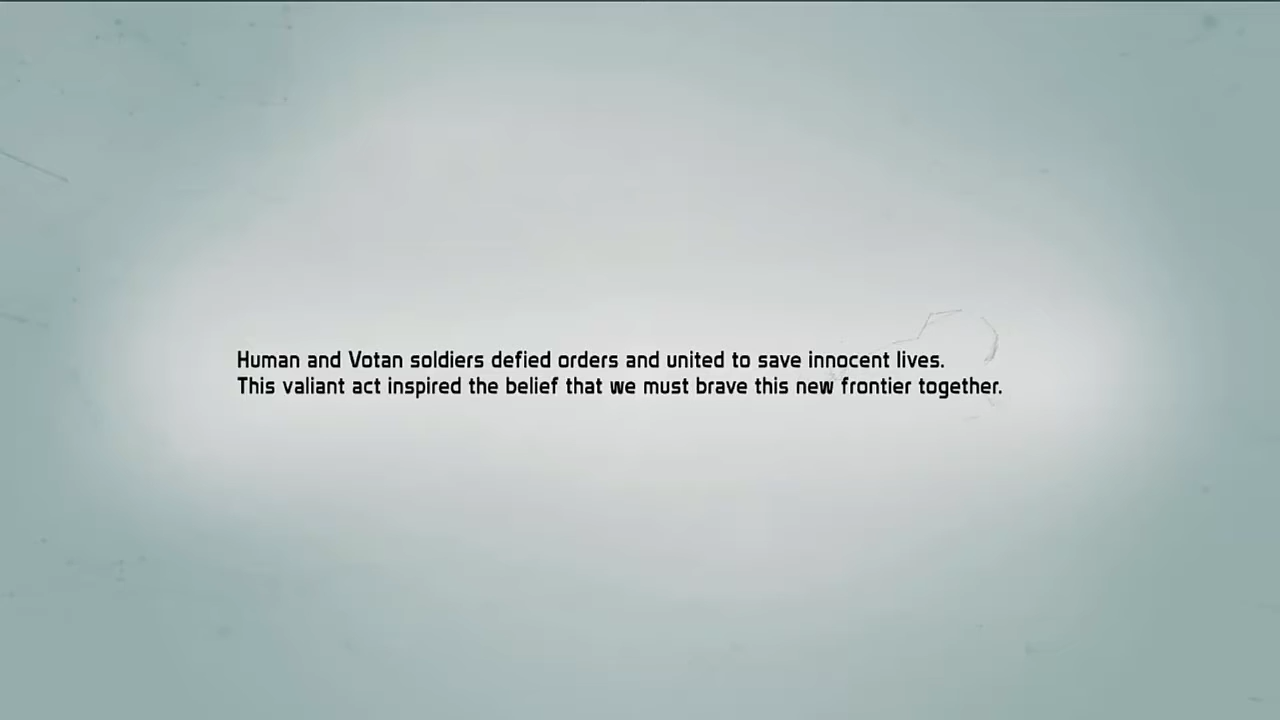 Human and Votan soldiers defied orders and united to save innocent lives.
This valiant act inspired the belief that we must brave this new frontier together.